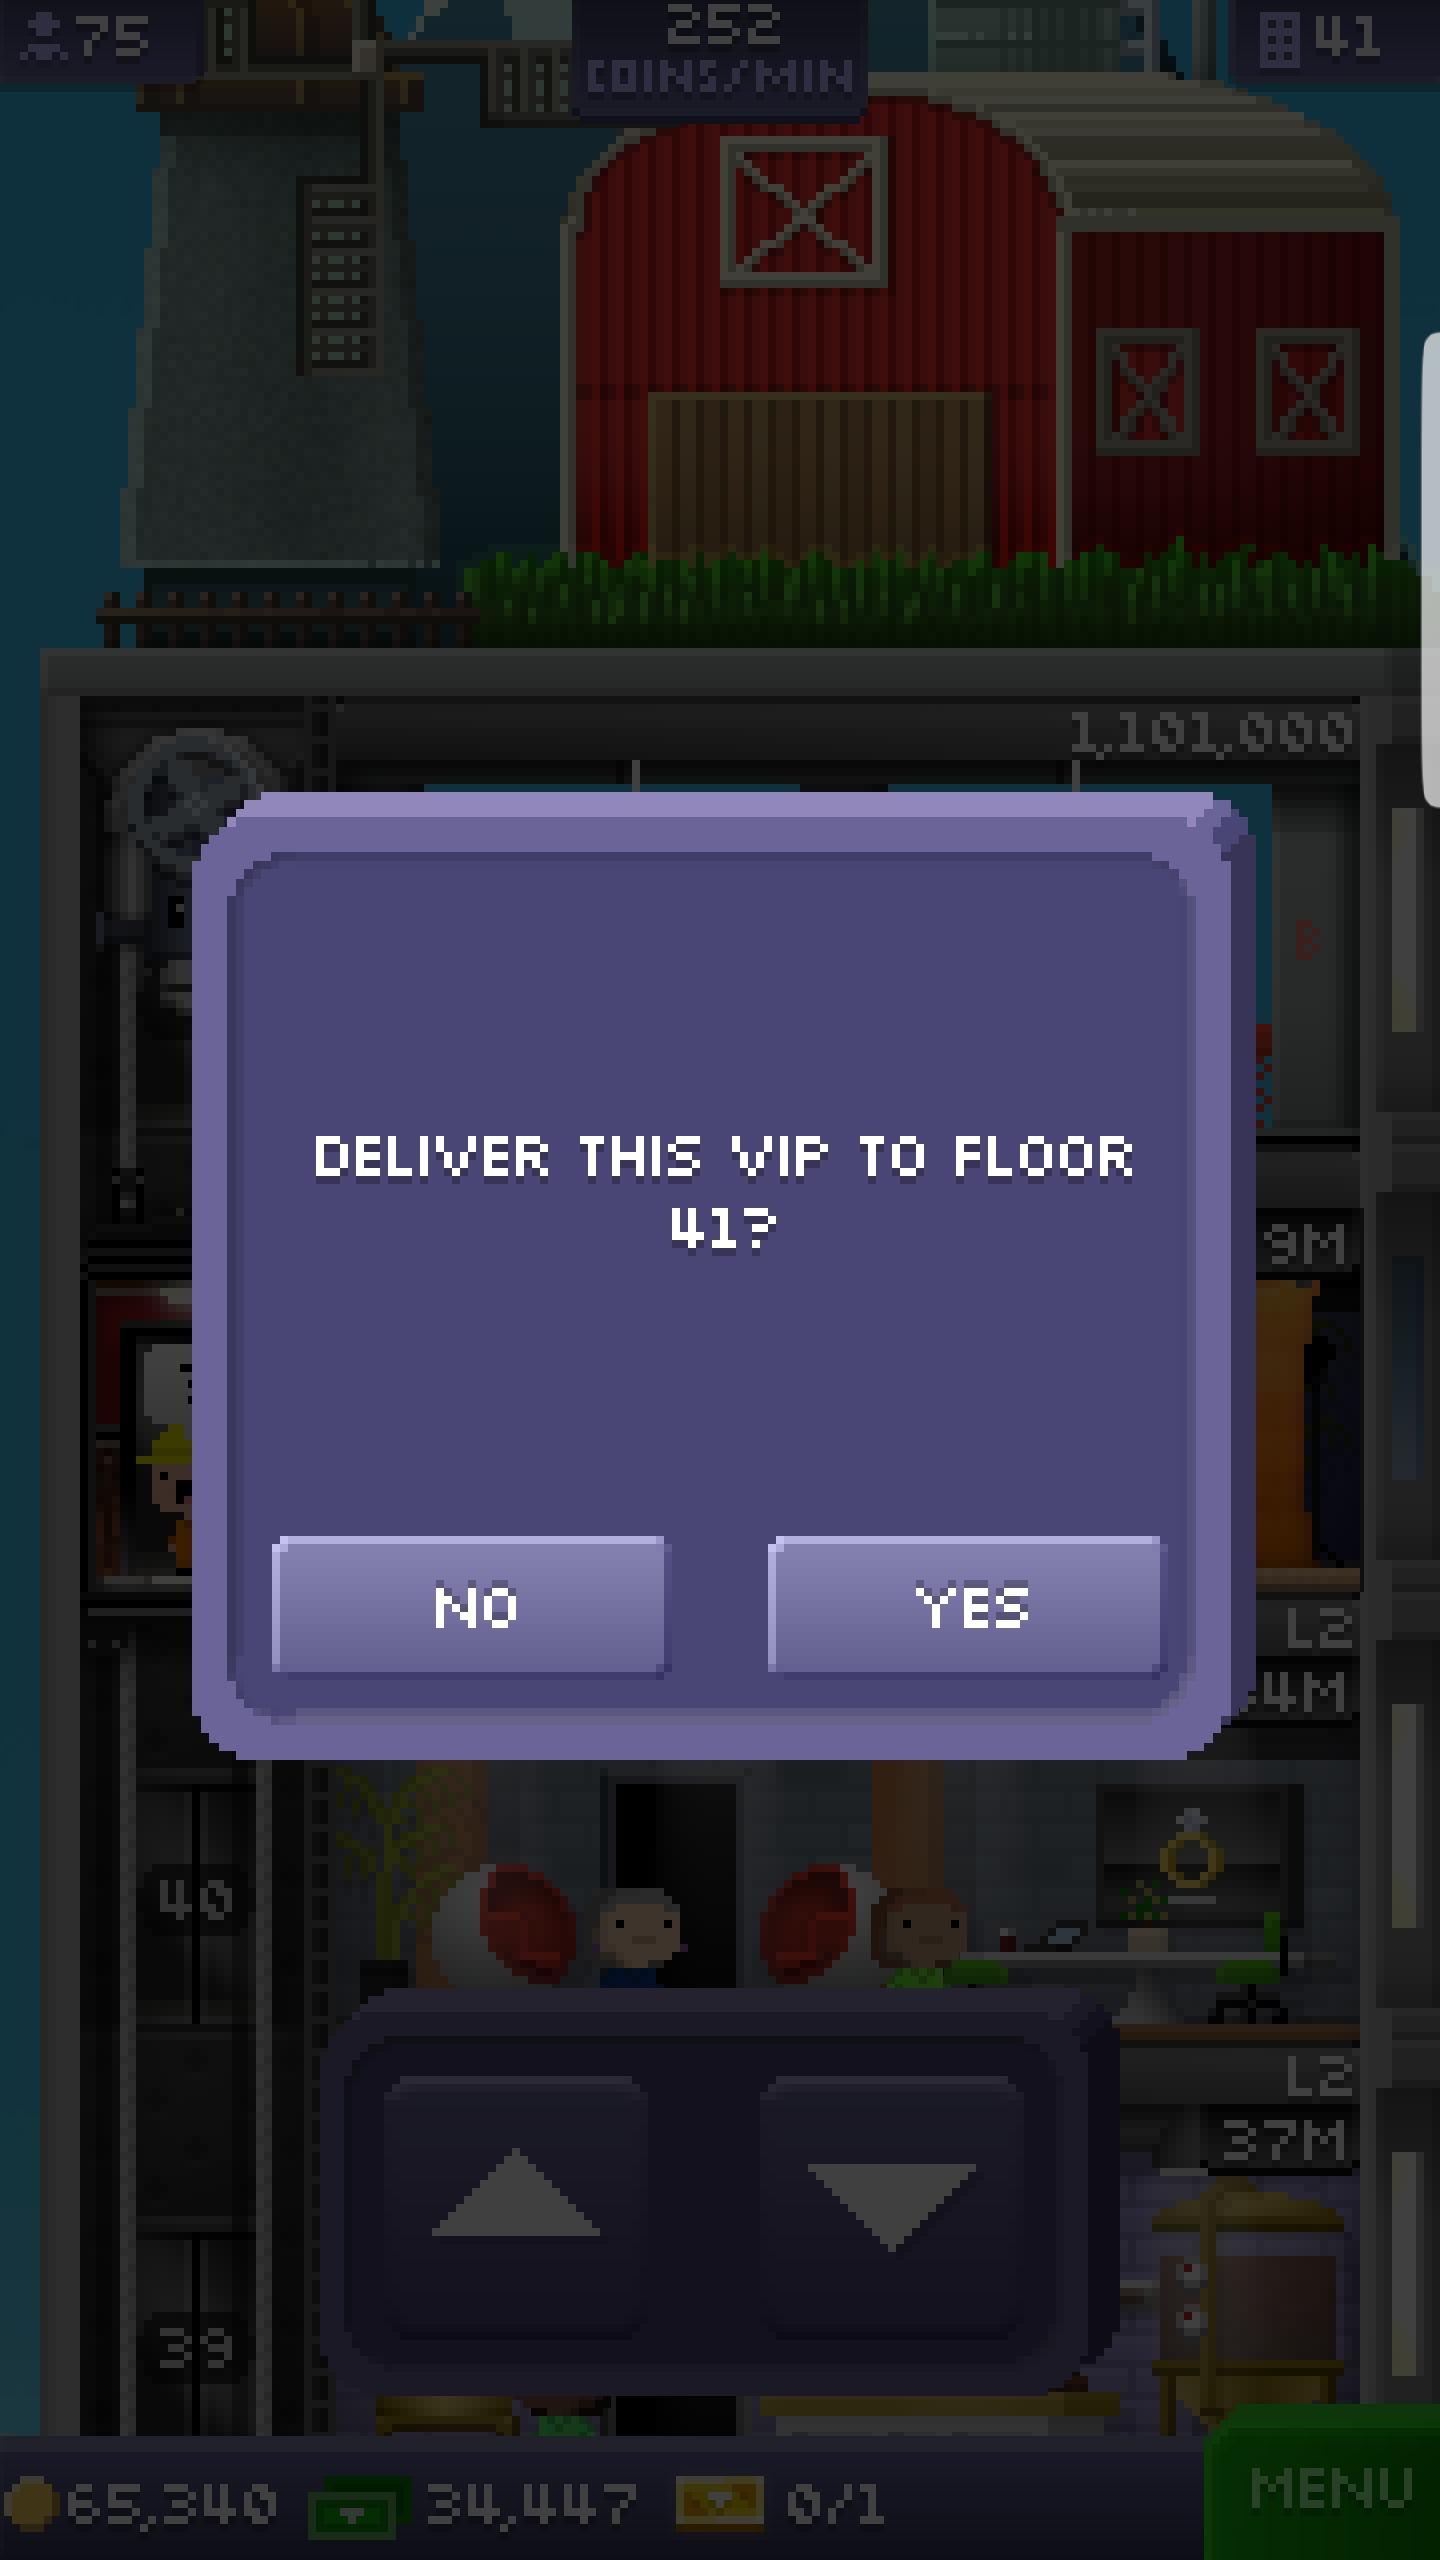 75
252
COINS/MIN
41
1,101,000
B
DELIVER THIS VIP TO FLOOR
41?
9M
NO
YES
L2
4M
40
L2
37M
39
65,340
34,447
0/1
MENU